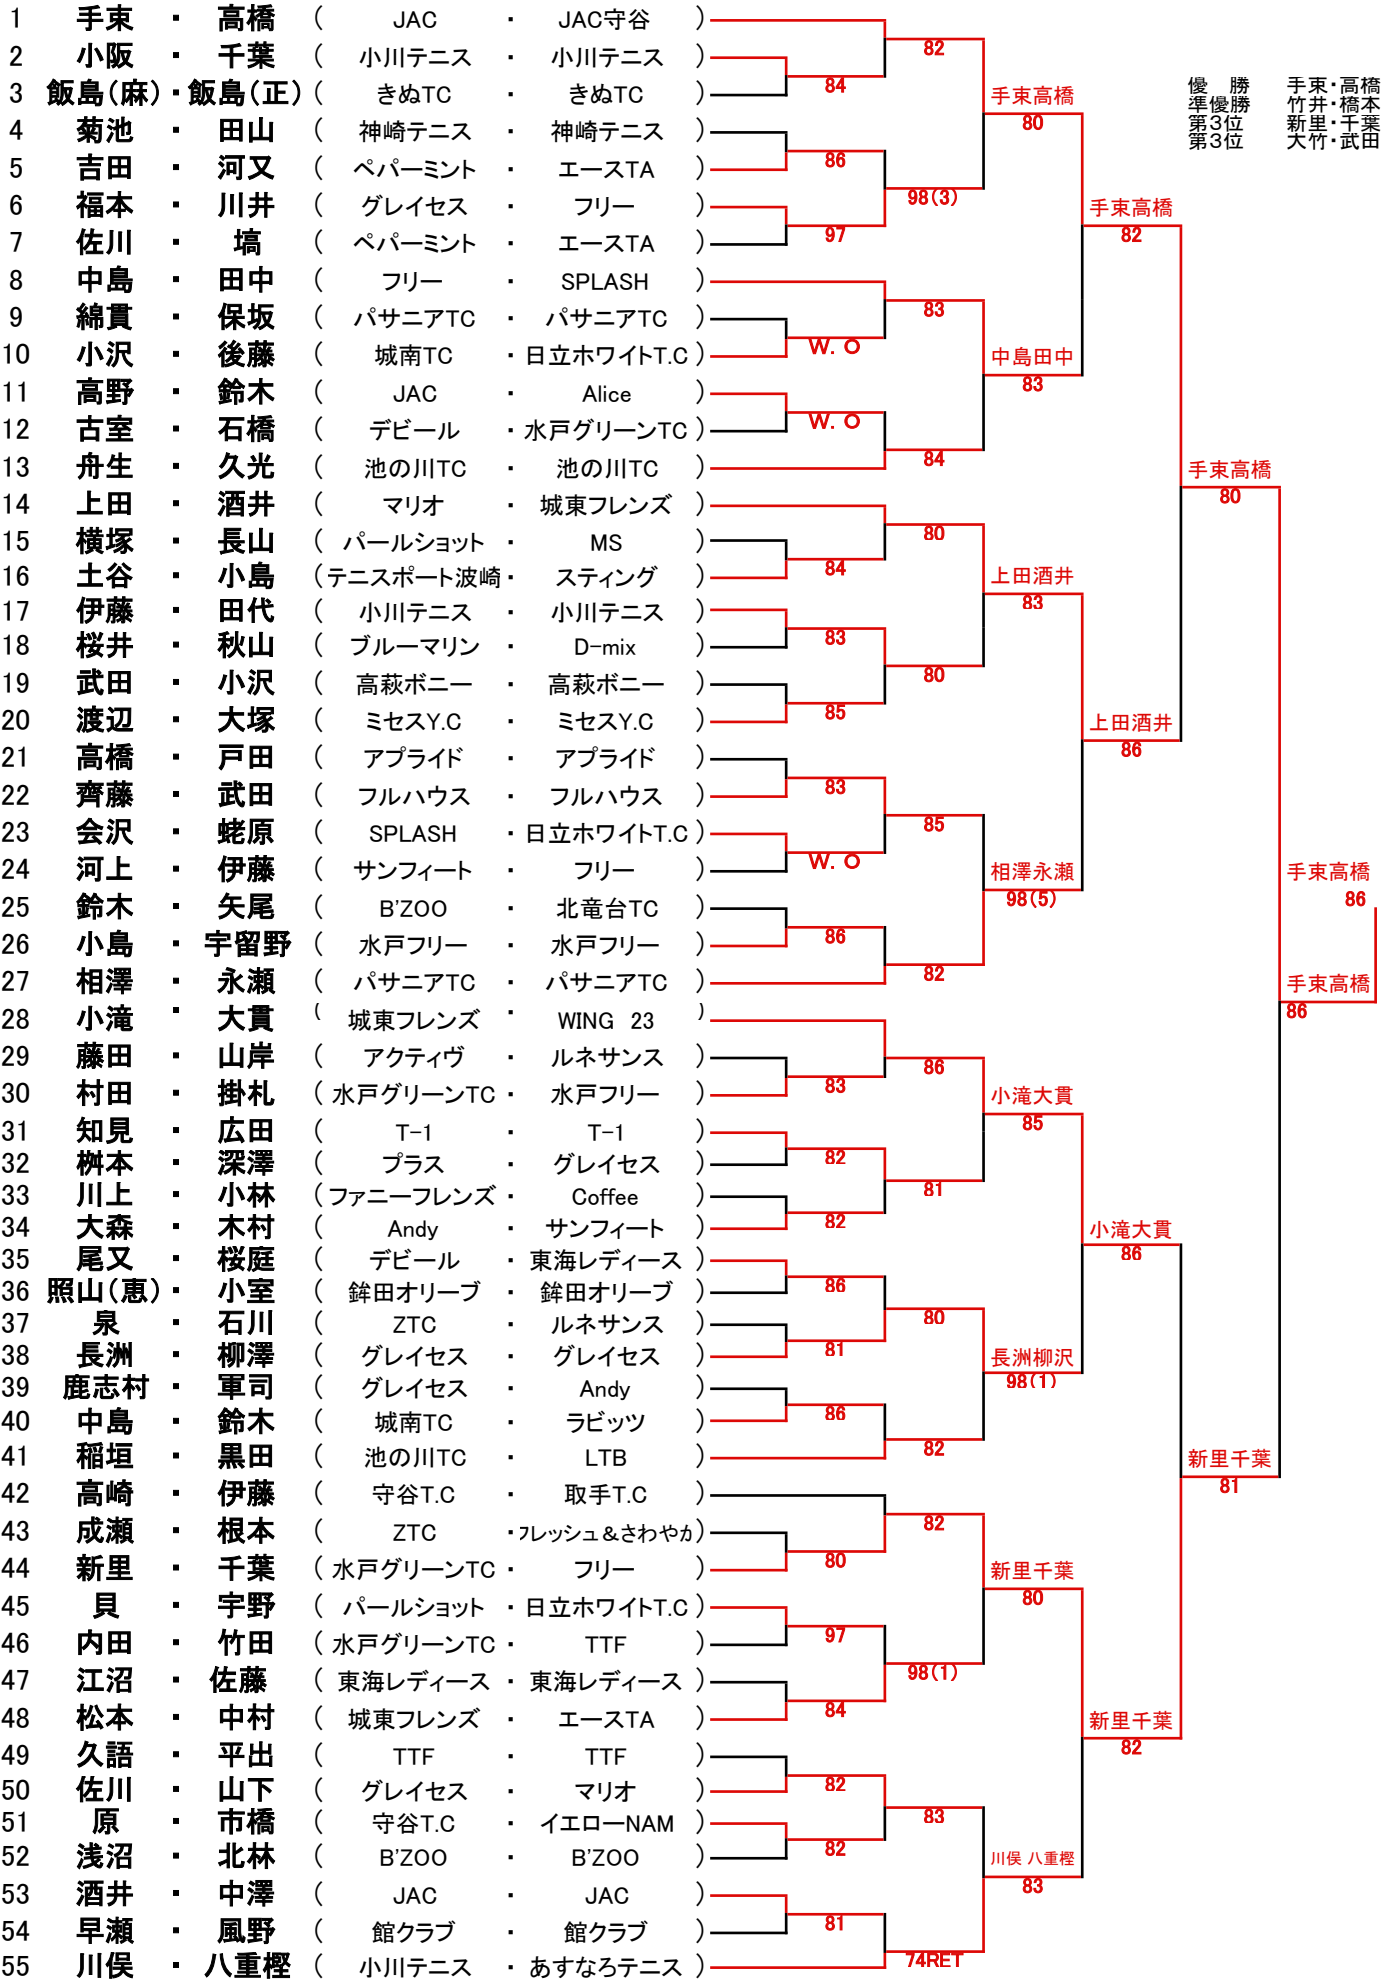 1 手束 ・ 高橋 ( JAC ・ JAC守谷 )
2 小阪 ・ 千葉 ( 小川テニス ・ 小川テニス )
3 飯島(麻) ・ 飯島(正) ( きぬTC ・ きぬTC )
4 菊池 ・ 田山 ( 神崎テニス ・ 神崎テニス )
5 吉田 ・ 河又 ( ペパーミント ・ エースTA )
6 福本 ・ 川井 ( グレイセス ・ フリー )
7 佐川 ・ 塙 ( ペパーミント ・ エースTA )
8 中島 ・ 田中 ( フリー ・ SPLASH )
9 綿貫 ・ 保坂 ( パサニアTC ・ パサニアTC )
10 小沢 ・ 後藤 ( 城南TC ・ 日立ホワイトT.C )
11 高野 ・ 鈴木 ( JAC ・ Alice )
12 古室 ・ 石橋 ( デビール ・ 水戸グリーンTC )
13 舟生 ・ 久光 ( 池の川TC ・ 池の川TC )
14 上田 ・ 酒井 ( マリオ ・ 城東フレンズ )
15 横塚 ・ 長山 ( パールショット ・ MS )
16 土谷 ・ 小島 ( テニスポート波崎 ・ スティング )
17 伊藤 ・ 田代 ( 小川テニス ・ 小川テニス )
18 桜井 ・ 秋山 ( ブルーマリン ・ D-mix )
19 武田 ・ 小沢 ( 高萩ボニー ・ 高萩ボニー )
20 渡辺 ・ 大塚 ( ミセスY.C ・ ミセスY.C )
21 高橋 ・ 戸田 ( アプライド ・ アプライド )
22 齊藤 ・ 武田 ( フルハウス ・ フルハウス )
23 会沢 ・ 蛯原 ( SPLASH ・ 日立ホワイトT.C )
24 河上 ・ 伊藤 ( サンフィート ・ フリー )
25 鈴木 ・ 矢尾 ( B'ZOO ・ 北竜台TC )
26 小島 ・ 宇留野 ( 水戸フリー ・ 水戸フリー )
27 相澤 ・ 永瀬 ( パサニアTC ・ パサニアTC )
28 小滝 ・ 大貫 ( 城東フレンズ ・ WING 23 )
29 藤田 ・ 山岸 ( アクティヴ ・ ルネサンス )
30 村田 ・ 掛札 ( 水戸グリーンTC ・ 水戸フリー )
31 知見 ・ 広田 ( T-1 ・ T-1 )
32 桝本 ・ 深澤 ( プラス ・ グレイセス )
33 川上 ・ 小林 ( ファニーフレンズ ・ Coffee )
34 大森 ・ 木村 ( Andy ・ サンフィート )
35 尾又 ・ 桜庭 ( デビール ・ 東海レディース )
36 照山(恵) ・ 小室 ( 鉾田オリーブ ・ 鉾田オリーブ )
37 泉 ・ 石川 ( ZTC ・ ルネサンス )
38 長洲 ・ 柳澤 ( グレイセス ・ グレイセス )
39 鹿志村 ・ 軍司 ( グレイセス ・ Andy )
40 中島 ・ 鈴木 ( 城南TC ・ ラビッツ )
41 稲垣 ・ 黒田 ( 池の川TC ・ LTB )
42 高崎 ・ 伊藤 ( 守谷T.C ・ 取手T.C )
43 成瀬 ・ 根本 ( ZTC ・ フレッシュ&さわやか )
44 新里 ・ 千葉 ( 水戸グリーンTC ・ フリー )
45 貝 ・ 宇野 ( パールショット ・ 日立ホワイトT.C )
46 内田 ・ 竹田 ( 水戸グリーンTC ・ TTF )
47 江沼 ・ 佐藤 ( 東海レディース ・ 東海レディース )
48 松本 ・ 中村 ( 城東フレンズ ・ エースTA )
49 久語 ・ 平出 ( TTF ・ TTF )
50 佐川 ・ 山下 ( グレイセス ・ マリオ )
51 原 ・ 市橋 ( 守谷T.C ・ イエローNAM )
52 浅沼 ・ 北林 ( B'ZOO ・ B'ZOO )
53 酒井 ・ 中澤 ( JAC ・ JAC )
54 早瀬 ・ 風野 ( 館クラブ ・ 館クラブ )
55 川俣 ・ 八重樫 ( 小川テニス ・ あすなろテニス )
84
86
97
W. O
W. O
84
83
85
83
W. O
86
83
82
82
86
81
86
80
97
84
82
82
81
82
98(3)
83
84
80
80
85
82
86
81
80
82
82
98(1)
83
74RET
手束高橋
80
中島田中
83
上田酒井
83
相澤永瀬
98(5)
小滝大貫
85
長洲柳沢
98(1)
新里千葉
80
川俣 八重樫
83
手束高橋
82
上田酒井
86
小滝大貫
86
新里千葉
82
手束高橋
80
新里千葉
81
手束高橋
86
手束高橋
86
優 勝 手束・高橋
準優勝 竹井・橋本
第3位 新里・千葉
第3位 大竹・武田